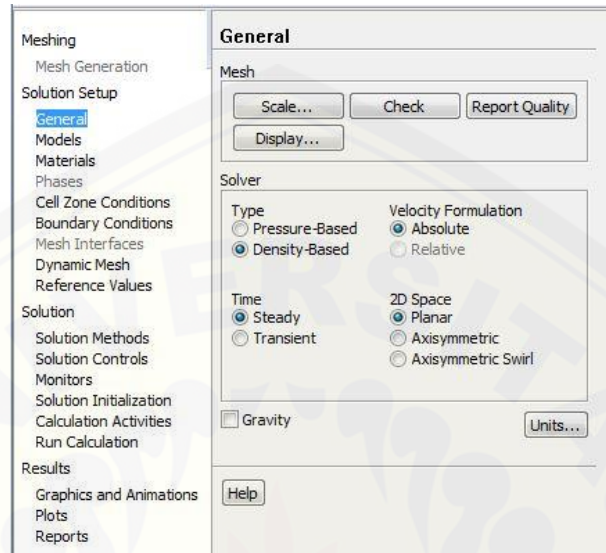 Meshing
Mesh Generation
Solution Setup
General
Models
Materials
Phases
Cell Zone Conditions
Boundary Conditions
Mesh Interfaces
Dynamic Mesh
Reference Values
Solution
Solution Methods
Solution Controls
Monitors
Solution Initialization
Calculation Activities
Run Calculation
Results
Graphics and Animations
Plots
Reports
General
Mesh
Scale... Check Report Quality
Display...
Solver
Type Velocity Formulation
Pressure-Based Absolute
Density-Based Relative
Time 2D Space
Steady Planar
Transient Axisymmetric
Axisymmetric Swirl
Gravity Units...
Help